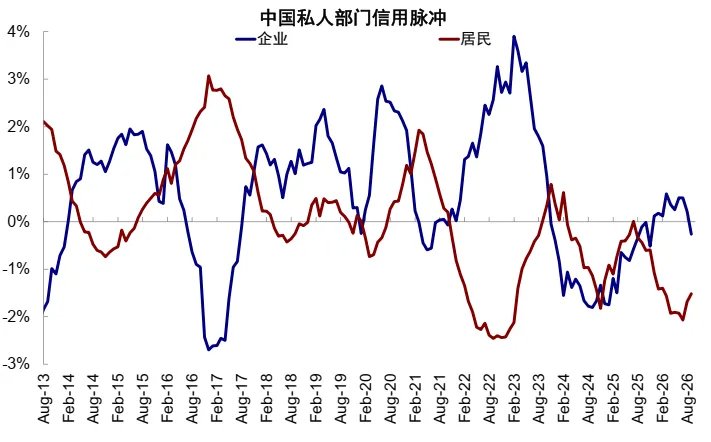 中国私人部门信用脉冲
企业
居民
4%
3%
2%
1%
0%
-1%
-2%
-3%
Aug-13
Feb-14
Aug-14
Feb-15
Aug-15
Feb-16
Aug-16
Feb-17
Aug-17
Feb-18
Aug-18
Feb-19
Aug-19
Feb-20
Aug-20
Feb-21
Aug-21
Feb-22
Aug-22
Feb-23
Aug-23
Feb-24
Aug-24
Feb-25
Aug-25
Feb-26
Aug-26